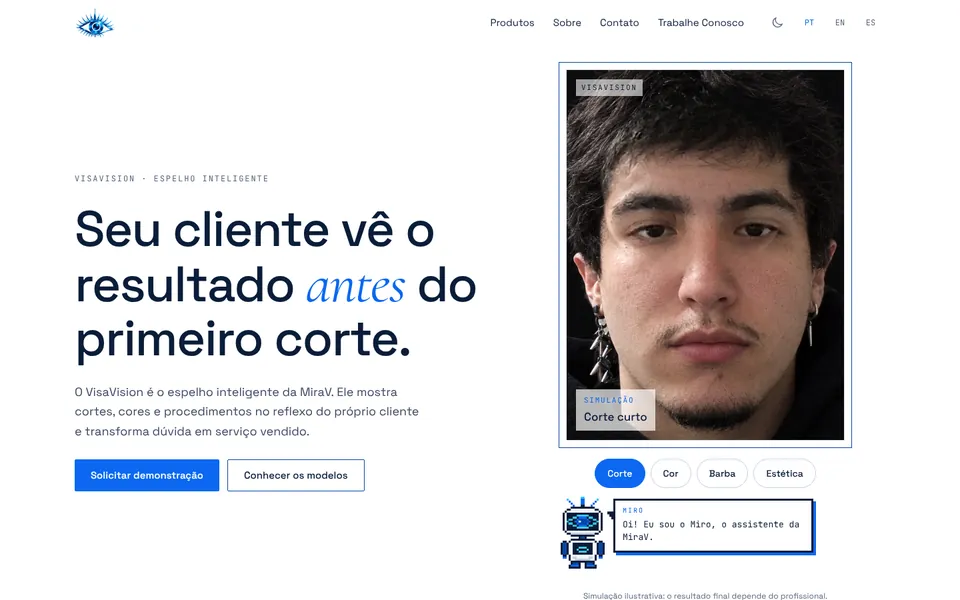 Produtos Sobre Contato Trabalhe Conosco PT EN ES
VISAVISION · ESPELHO INTELIGENTE
Seu cliente vê o
resultado antes do
primeiro corte.
O VisaVision é o espelho inteligente da MiraV. Ele mostra
cortes, cores e procedimentos no reflexo do próprio cliente
e transforma dúvida em serviço vendido.
Solicitar demonstração Conhecer os modelos
VISAVISION
SIMULAÇÃO
Corte curto
Corte Cor Barba Estética
MIRO
Oi! Eu sou o Miro, o assistente da
MiraV.
Simulação ilustrativa: o resultado final depende do profissional.